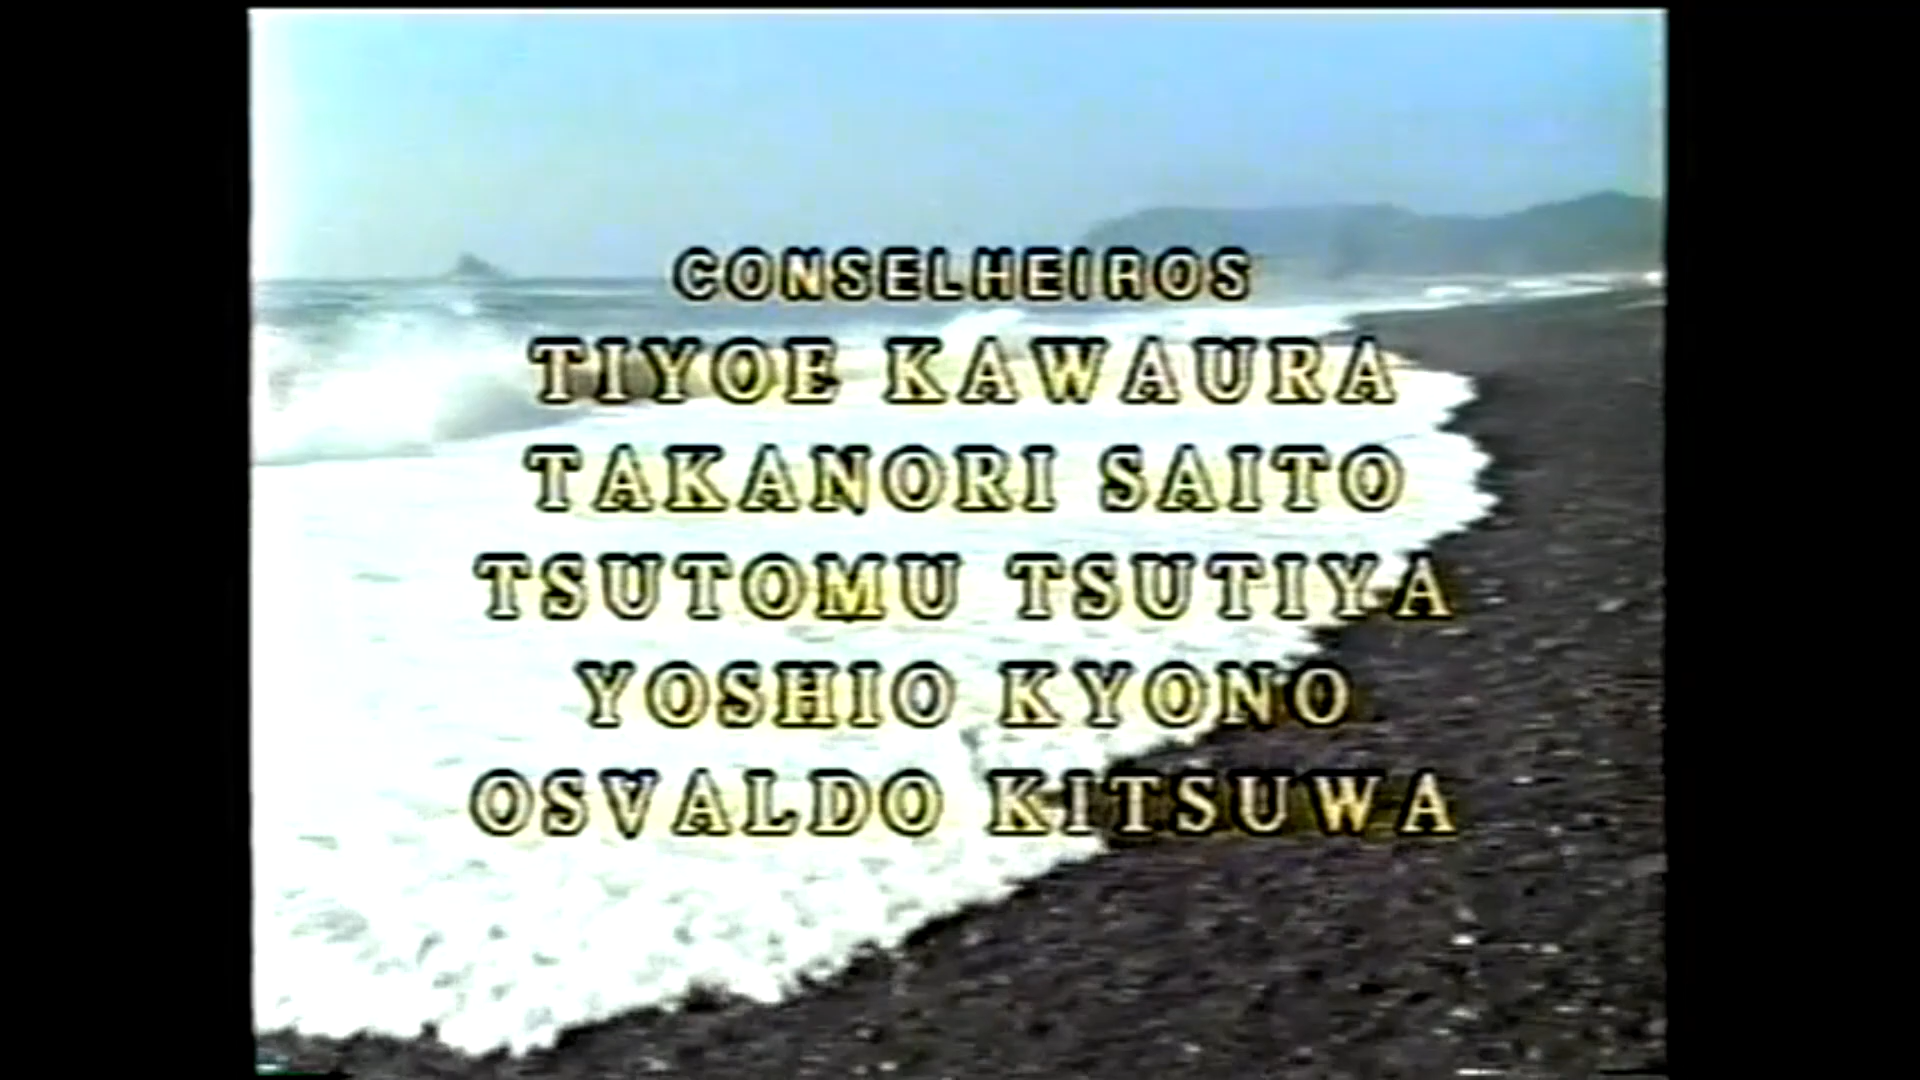 CONSELHEIROS
TIYOE KAWAURA
TAKANORI SAITO
TSUTOMU TSUTIYA
YOSHIO KYONO
OSVALDO KITSUWA